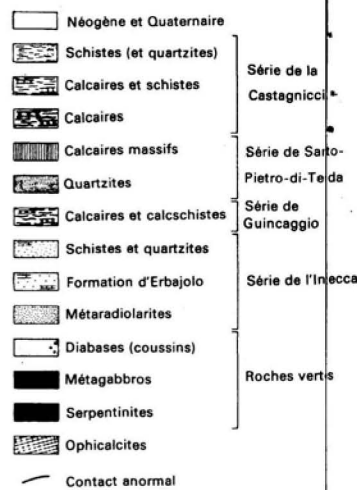 Néogène et Quaternaire
Schistes (et quartzites)
Série de la
Calcaires et schistes
Castagnicci
Calcaires
Calcaires massifs
Série de Santo-
Pietro-di-Tenda
Quartzites
Série de
Calcaires et calcschistes
Guincaggio
Schistes et quartzites
Formation d'Erbajolo
Série de l'Inzecca
Métaradiolarites
Diabases (coussins)
Métagabbros
Roches vertes
Serpentinites
Ophicalcites
Contact anormal